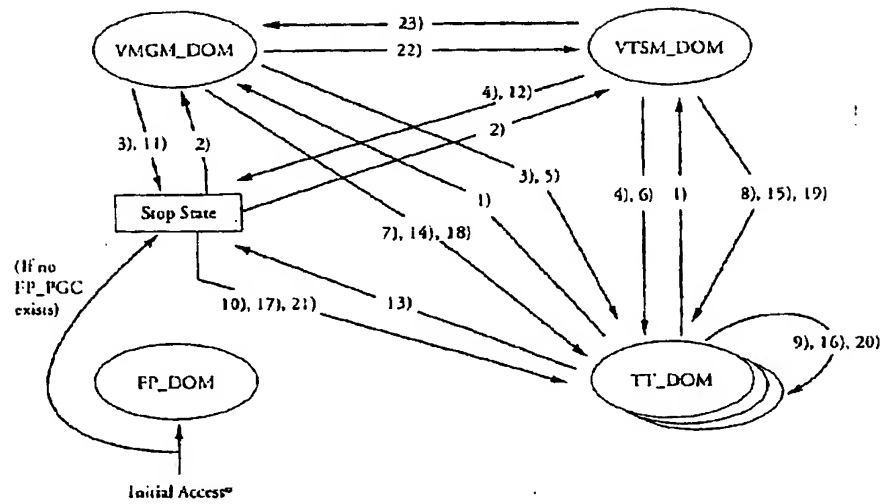 23)
VMGM_DOM
VTSM_DOM
22)
4), 12)
3), 11)
2)
2)
3), 5)
1)
4), 6)
1)
8), 15), 19)
Stop State
7), 14), 18)
(If no
FP_PGC
exists)
10), 17), 21)
13)
9), 16), 20)
FP_DOM
TT_DOM
Initial Access*